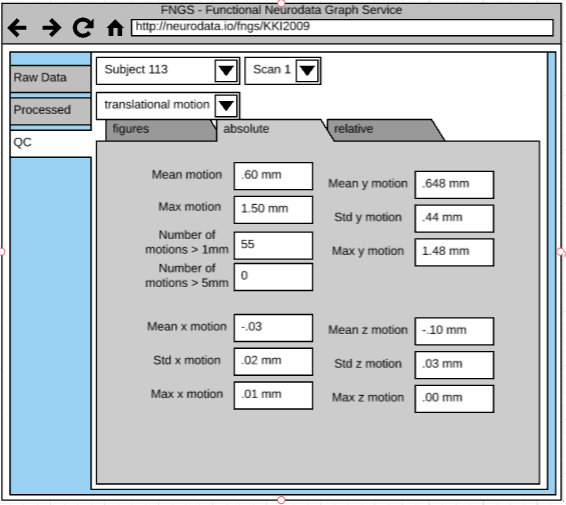 FNGS - Functional Neurodata Graph Service
http://neurodata.io/fngs/KKI2009
Raw Data
Processed
QC
Subject 113
Scan 1
translational motion
figures
absolute
relative
Mean motion .60 mm
Max motion 1.50 mm
Number of
motions > 1mm 55
Number of
motions > 5mm 0
Mean y motion .648 mm
Std y motion .44 mm
Max y motion 1.48 mm
Mean x motion -.03
Std x motion .02 mm
Max x motion .01 mm
Mean z motion -.10 mm
Std z motion .03 mm
Max z motion .00 mm